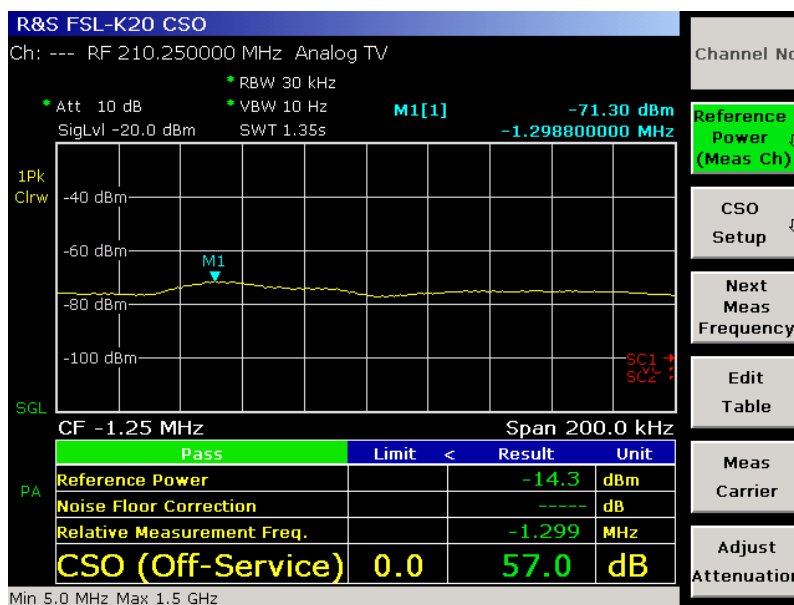 R&S FSL-K20 CSO
Ch: --- RF 210.250000 MHz Analog TV
* RBW 30 kHz
* Att 10 dB * VBW 10 Hz M1[1] -71.30 dBm
SigLvl -20.0 dBm SWT 1.35s -1.298800000 MHz
1Pk
Clrw
-40 dBm
-60 dBm
M1
-80 dBm
-100 dBm
SC1
VC
SC2
SGL
CF -1.25 MHz Span 200.0 kHz
Pass Limit < Result Unit
Reference Power -14.3 dBm
PA
Noise Floor Correction ----- dB
Relative Measurement Freq. -1.299 MHz
CSO (Off-Service) 0.0 57.0 dB
Min 5.0 MHz Max 1.5 GHz
Channel No
Reference
Power
(Meas Ch)
CSO
Setup
Next
Meas
Frequency
Edit
Table
Meas
Carrier
Adjust
Attenuation